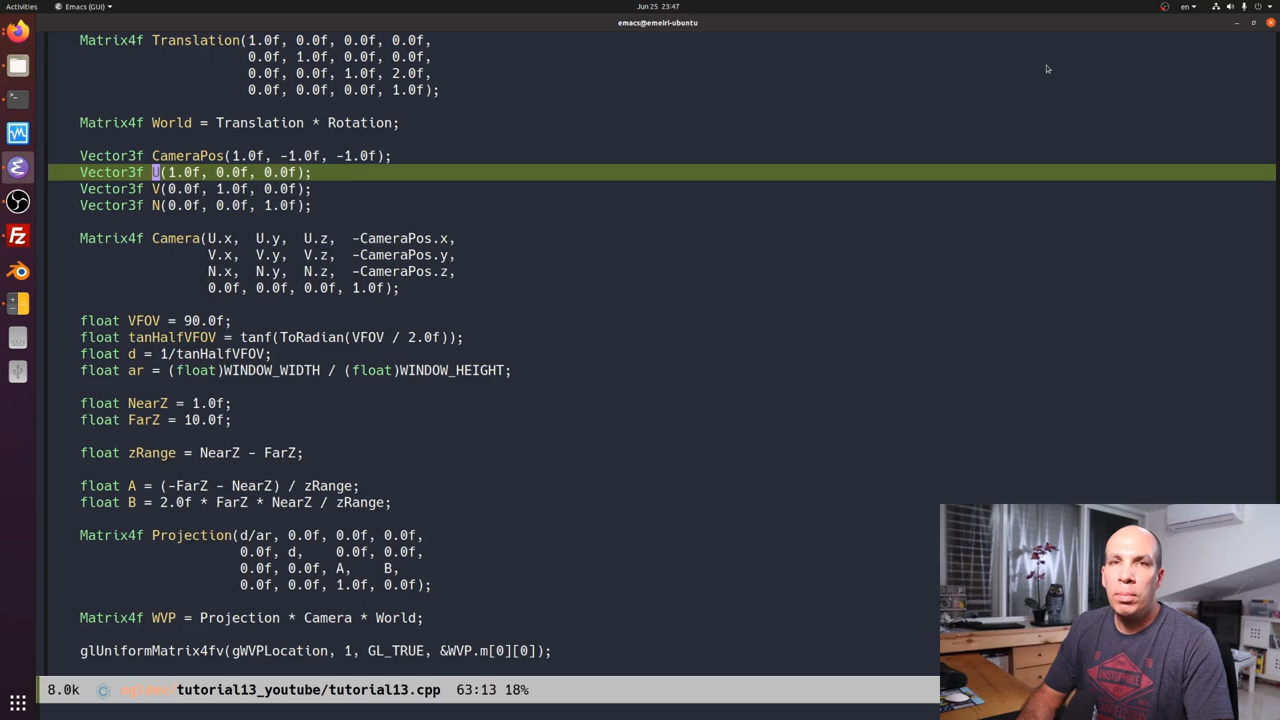 Activities Emacs (GUI) Jun 25 23:47 en
emacs@emeiri-ubuntu
Matrix4f Translation(1.0f, 0.0f, 0.0f, 0.0f,
0.0f, 1.0f, 0.0f, 0.0f,
0.0f, 0.0f, 1.0f, 2.0f,
0.0f, 0.0f, 0.0f, 1.0f);
Matrix4f World = Translation * Rotation;
Vector3f CameraPos(1.0f, -1.0f, -1.0f);
Vector3f U(1.0f, 0.0f, 0.0f);
Vector3f V(0.0f, 1.0f, 0.0f);
Vector3f N(0.0f, 0.0f, 1.0f);
Matrix4f Camera(U.x, U.y, U.z, -CameraPos.x,
V.x, V.y, V.z, -CameraPos.y,
N.x, N.y, N.z, -CameraPos.z,
0.0f, 0.0f, 0.0f, 1.0f);
float VFOV = 90.0f;
float tanHalfVFOV = tanf(ToRadian(VFOV / 2.0f));
float d = 1/tanHalfVFOV;
float ar = (float)WINDOW_WIDTH / (float)WINDOW_HEIGHT;
float NearZ = 1.0f;
float FarZ = 10.0f;
float zRange = NearZ - FarZ;
float A = (-FarZ - NearZ) / zRange;
float B = 2.0f * FarZ * NearZ / zRange;
Matrix4f Projection(d/ar, 0.0f, 0.0f, 0.0f,
0.0f, d, 0.0f, 0.0f,
0.0f, 0.0f, A, B,
0.0f, 0.0f, 1.0f, 0.0f);
Matrix4f WVP = Projection * Camera * World;
glUniformMatrix4fv(gWVPLocation, 1, GL_TRUE, &WVP.m[0][0]);
8.0k tutorial13_youtube/tutorial13.cpp 63:13 18%
SSD
Fz
UNSTOPPABLE